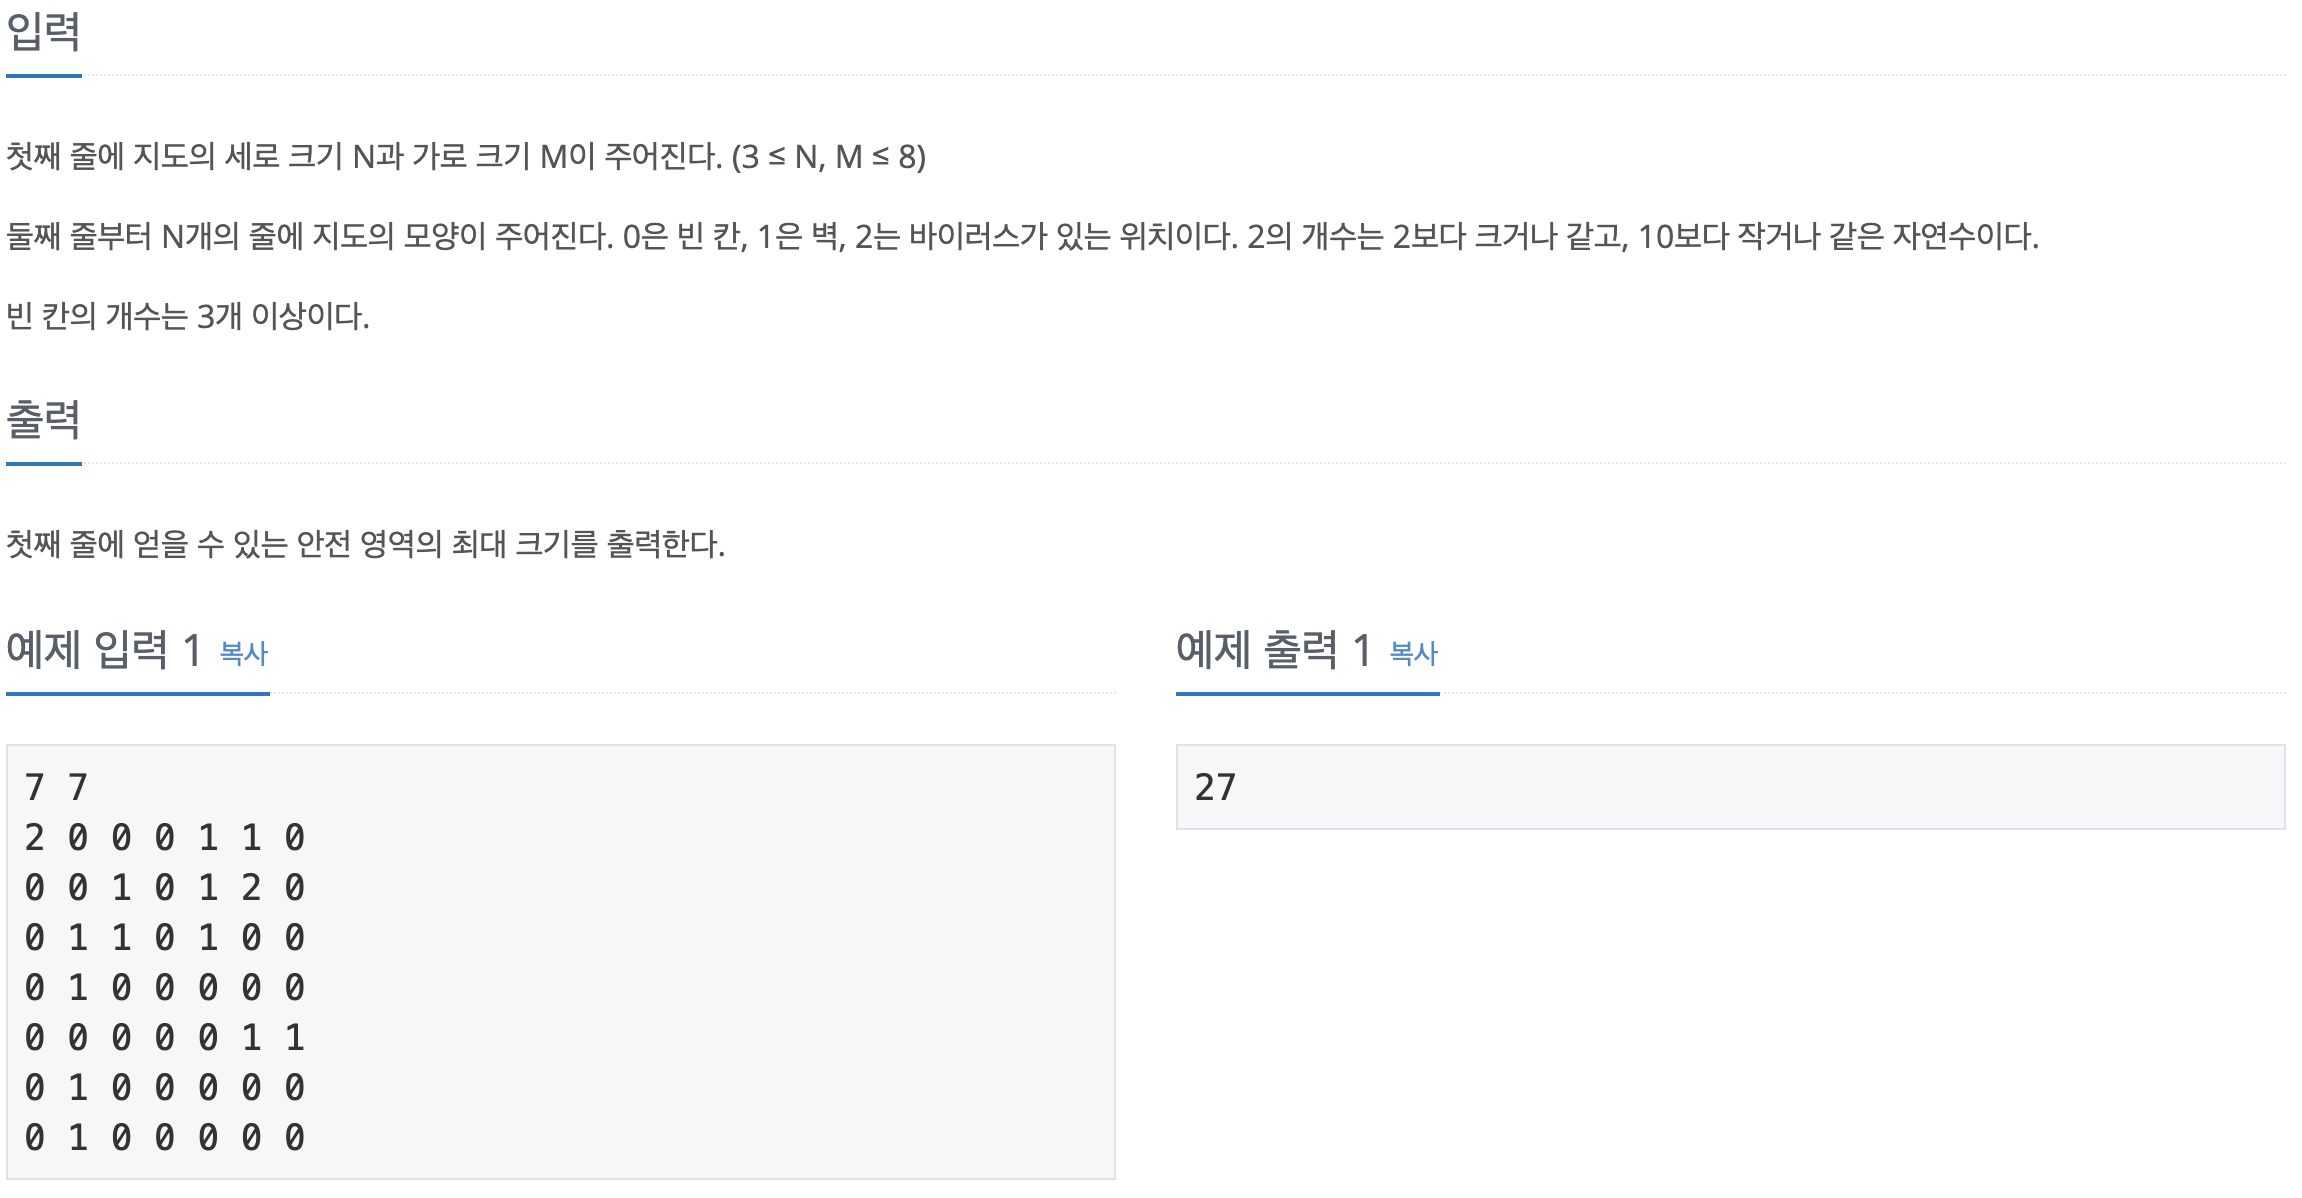 입력
첫째 줄에 지도의 세로 크기 N과 가로 크기 M이 주어진다. (3 ≤ N, M ≤ 8)
둘째 줄부터 N개의 줄에 지도의 모양이 주어진다. 0은 빈 칸, 1은 벽, 2는 바이러스가 있는 위치이다. 2의 개수는 2보다 크거나 같고, 10보다 작거나 같은 자연수이다.
빈 칸의 개수는 3개 이상이다.
출력
첫째 줄에 얻을 수 있는 안전 영역의 최대 크기를 출력한다.
예제 입력 1 복사
7 7
2 0 0 0 1 1 0
0 0 1 0 1 2 0
0 1 1 0 1 0 0
0 1 0 0 0 0 0
0 0 0 0 0 1 1
0 1 0 0 0 0 0
0 1 0 0 0 0 0
예제 출력 1 복사
27